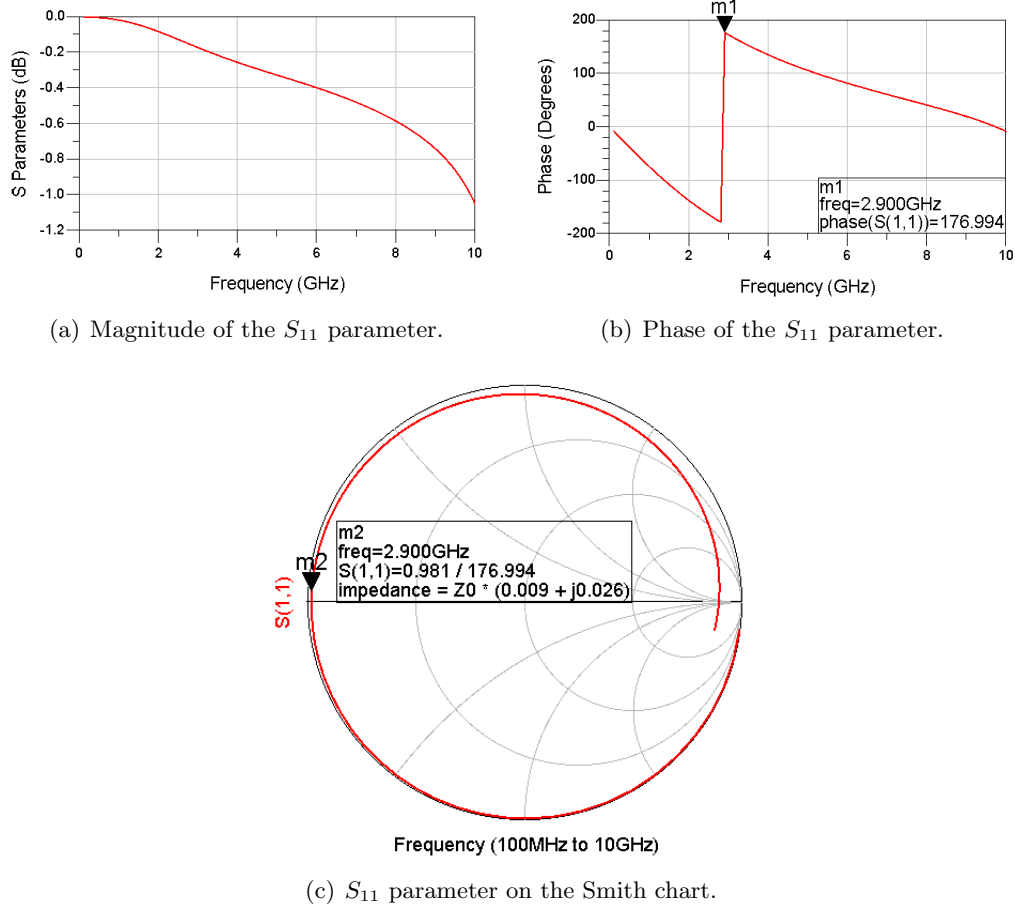 m1
0.0
-0.2
-0.4
-0.6
-0.8
-1.0
-1.2
S Parameters (dB)
0 2 4 6 8 10
Frequency (GHz)
200
100
0
-100
-200
Phase (Degrees)
m1
freq=2.900GHz
phase(S(1,1))=176.994
0 2 4 6 8 10
Frequency (GHz)
(a) Magnitude of the S11 parameter.
(b) Phase of the S11 parameter.
m2
m2
freq=2.900GHz
S(1,1)=0.981 / 176.994
impedance = Z0 * (0.009 + j0.026)
S(1,1)
Frequency (100MHz to 10GHz)
(c) S11 parameter on the Smith chart.